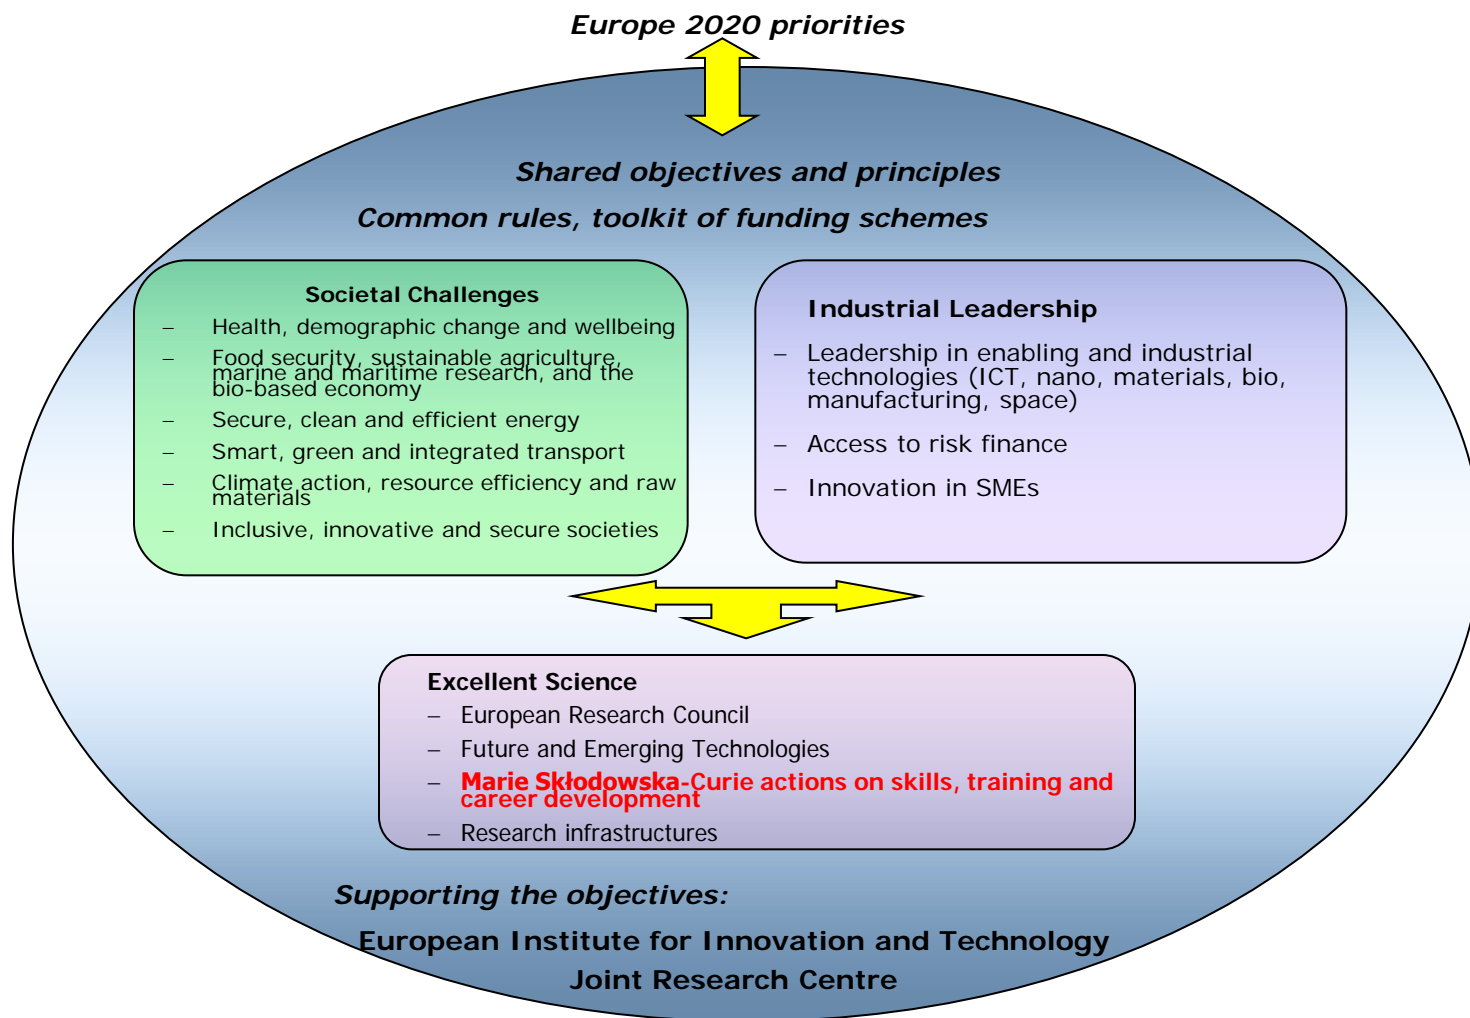 Europe 2020 priorities
Shared objectives and principles
Common rules, toolkit of funding schemes
Societal Challenges
– Health, demographic change and wellbeing
– Food security, sustainable agriculture,
marine and maritime research, and the
bio-based economy
– Secure, clean and efficient energy
– Smart, green and integrated transport
– Climate action, resource efficiency and raw
materials
– Inclusive, innovative and secure societies
Industrial Leadership
– Leadership in enabling and industrial
technologies (ICT, nano, materials, bio,
manufacturing, space)
– Access to risk finance
– Innovation in SMEs
Excellent Science
– European Research Council
– Future and Emerging Technologies
– Marie Skłodowska-Curie actions on skills, training and
career development
– Research infrastructures
Supporting the objectives:
European Institute for Innovation and Technology
Joint Research Centre